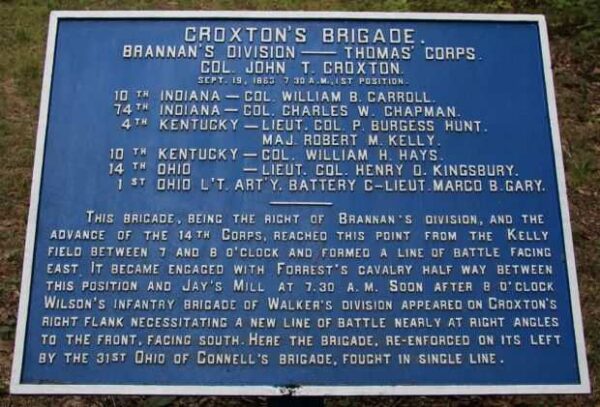 CROXTON'S BRIGADE.
BRANNAN'S DIVISION — THOMAS' CORPS.
COL. JOHN T. CROXTON.
SEPT. 19, 1863 7.30 A.M., 1ST POSITION.
10TH INDIANA — COL. WILLIAM B. CARROLL.
74TH INDIANA — COL. CHARLES W. CHAPMAN.
4TH KENTUCKY — LIEUT. COL. P. BURGESS HUNT.
MAJ. ROBERT M. KELLY.
10TH KENTUCKY — COL. WILLIAM H. HAYS.
14TH OHIO — LIEUT. COL. HENRY D. KINGSBURY.
1ST OHIO L'T. ART'Y. BATTERY C — LIEUT. MARCO B. GARY.
THIS BRIGADE, BEING THE RIGHT OF BRANNAN'S DIVISION, AND THE
ADVANCE OF THE 14TH CORPS, REACHED THIS POINT FROM THE KELLY
FIELD BETWEEN 7 AND 8 O'CLOCK AND FORMED A LINE OF BATTLE FACING
EAST. IT BECAME ENGAGED WITH FORREST'S CAVALRY HALF WAY BETWEEN
THIS POSITION AND JAY'S MILL AT 7.30 A.M. SOON AFTER 8 O'CLOCK
WILSON'S INFANTRY BRIGADE OF WALKER'S DIVISION APPEARED ON CROXTON'S
RIGHT FLANK NECESSITATING A NEW LINE OF BATTLE NEARLY AT RIGHT ANGLES
TO THE FRONT, FACING SOUTH. HERE THE BRIGADE, RE-ENFORCED ON ITS LEFT
BY THE 31ST OHIO OF CONNELL'S BRIGADE, FOUGHT IN SINGLE LINE.